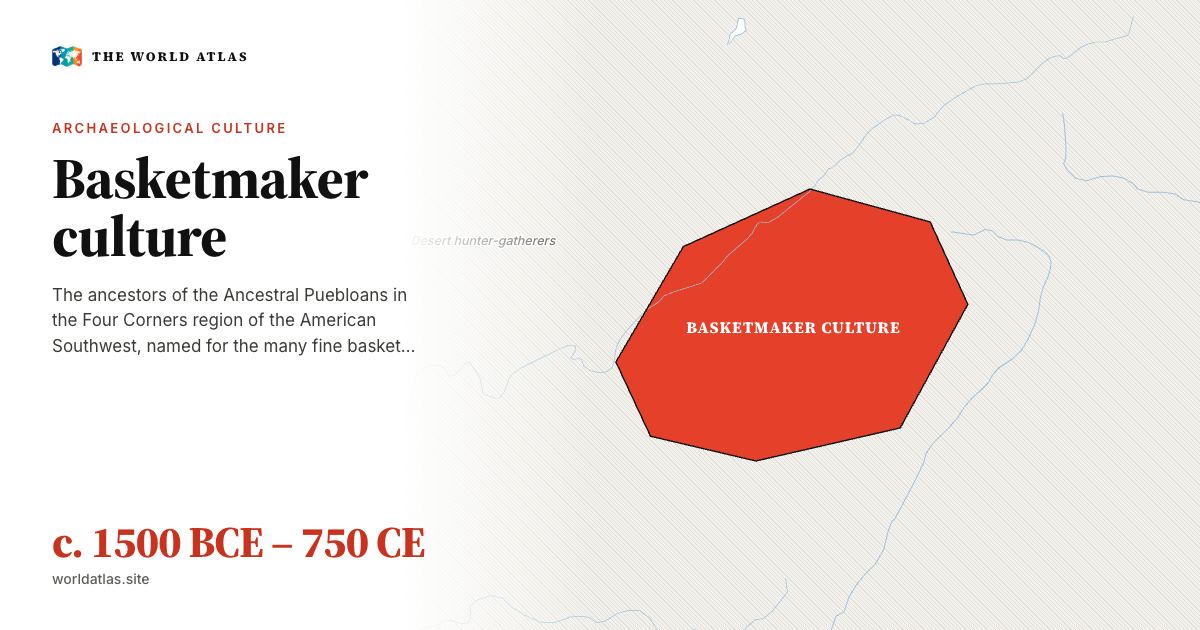 THE WORLD ATLAS
ARCHAEOLOGICAL CULTURE
Basketmaker
culture
The ancestors of the Ancestral Puebloans in
the Four Corners region of the American
Southwest, named for the many fine basket...
c. 1500 BCE – 750 CE
worldatlas.site
Desert hunter-gatherers
BASKETMAKER CULTURE